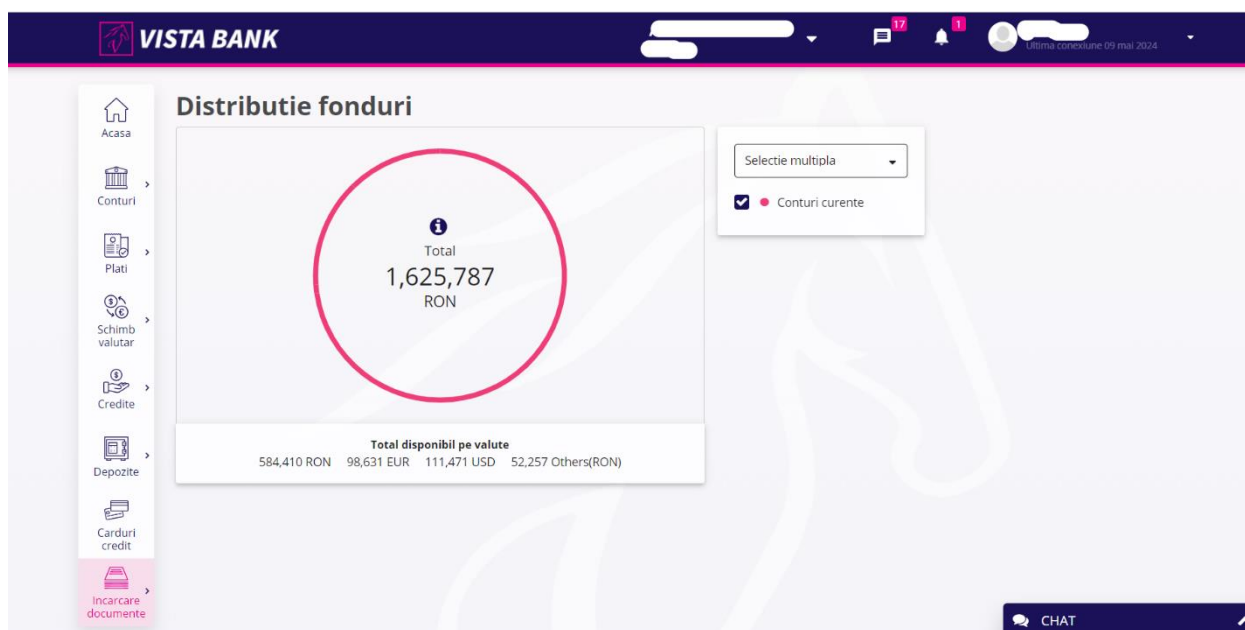 VISTA BANK
17
1
Ultima conexiune 09 mai 2024
Acasa
Conturi
Plati
Schimb
valutar
Credite
Depozite
Carduri
credit
Incarcare
documente
Distributie fonduri
Total
1,625,787
RON
Total disponibil pe valute
584,410 RON 98,631 EUR 111,471 USD 52,257 Others(RON)
Selectie multipla
Conturi curente
CHAT